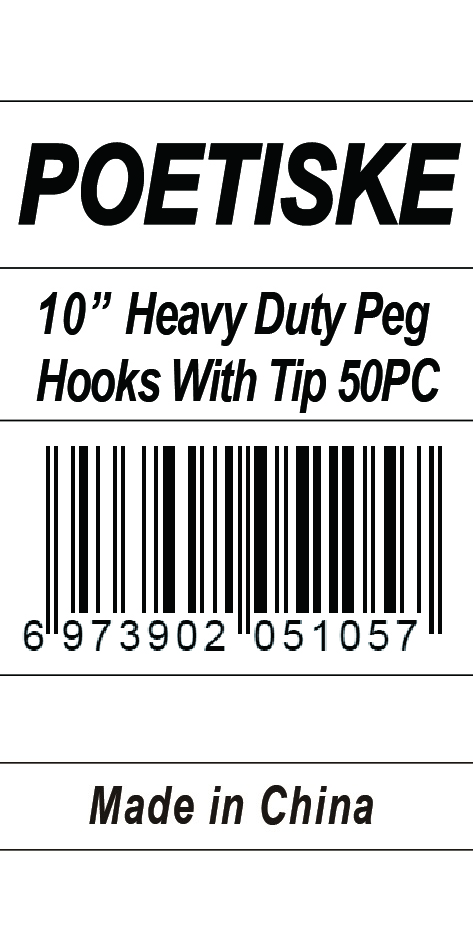 POETISKE
10” Heavy Duty Peg
Hooks With Tip 50PC
6 973902 051057
Made in China